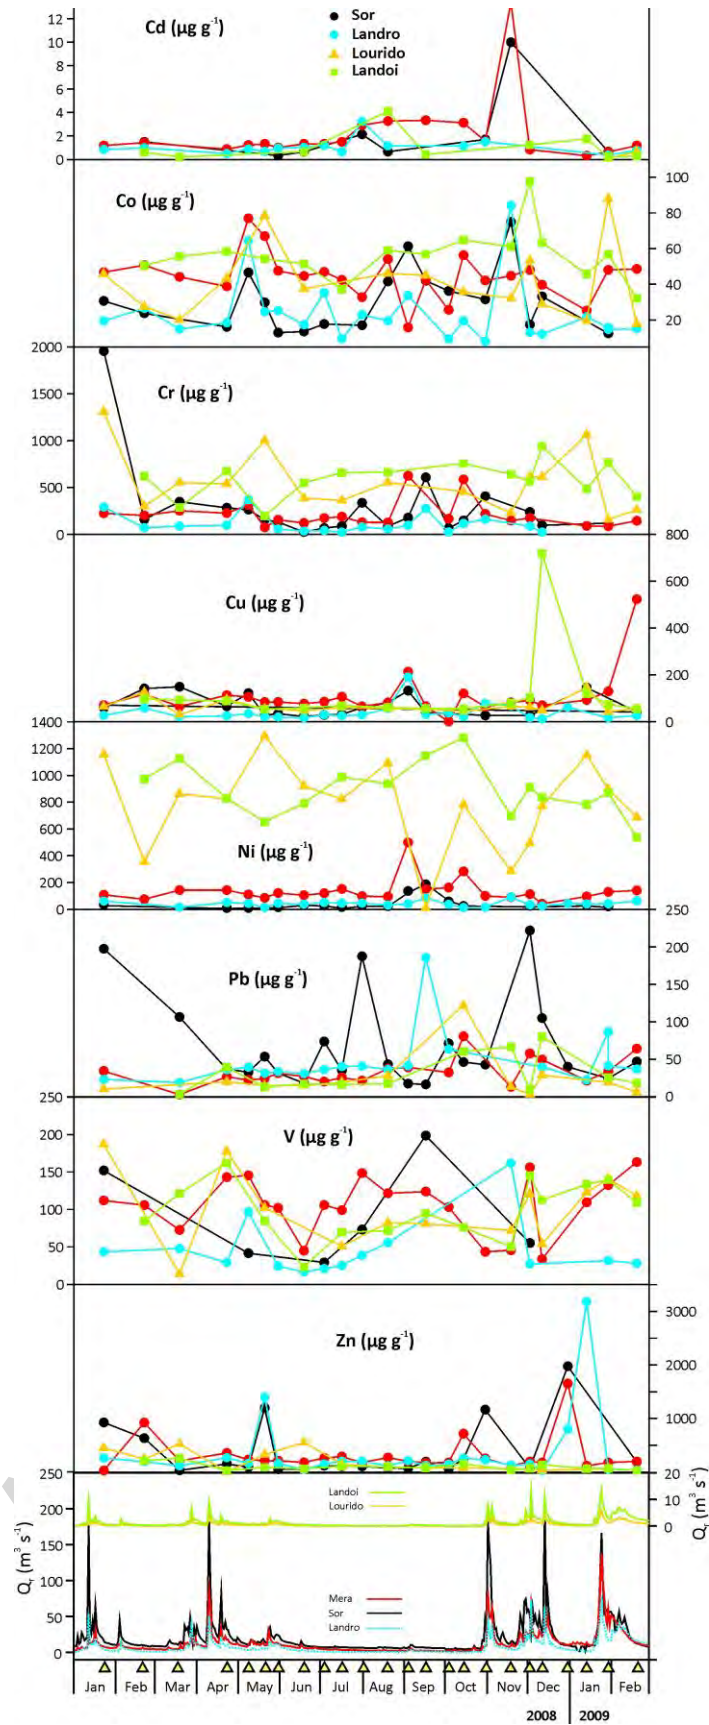 Cd (µg g⁻¹)
Sor
Landro
Lourido
Landoi
12
10
8
6
4
2
0
Co (µg g⁻¹)
100
80
60
40
20
2000
1500
1000
500
0
Cr (µg g⁻¹)
800
600
400
200
0
Cu (µg g⁻¹)
1400
1200
1000
800
600
400
200
0
Ni (µg g⁻¹)
250
200
150
100
50
0
Pb (µg g⁻¹)
250
200
150
100
50
0
V (µg g⁻¹)
3000
2000
1000
Zn (µg g⁻¹)
250
200
150
100
50
0
Qr (m³ s⁻¹)
20
10
0
Qr (m³ s⁻¹)
Landoi
Lourido
Mera
Sor
Landro
Jan Feb Mar Apr May Jun Jul Aug Sep Oct Nov Dec Jan Feb
2008 2009